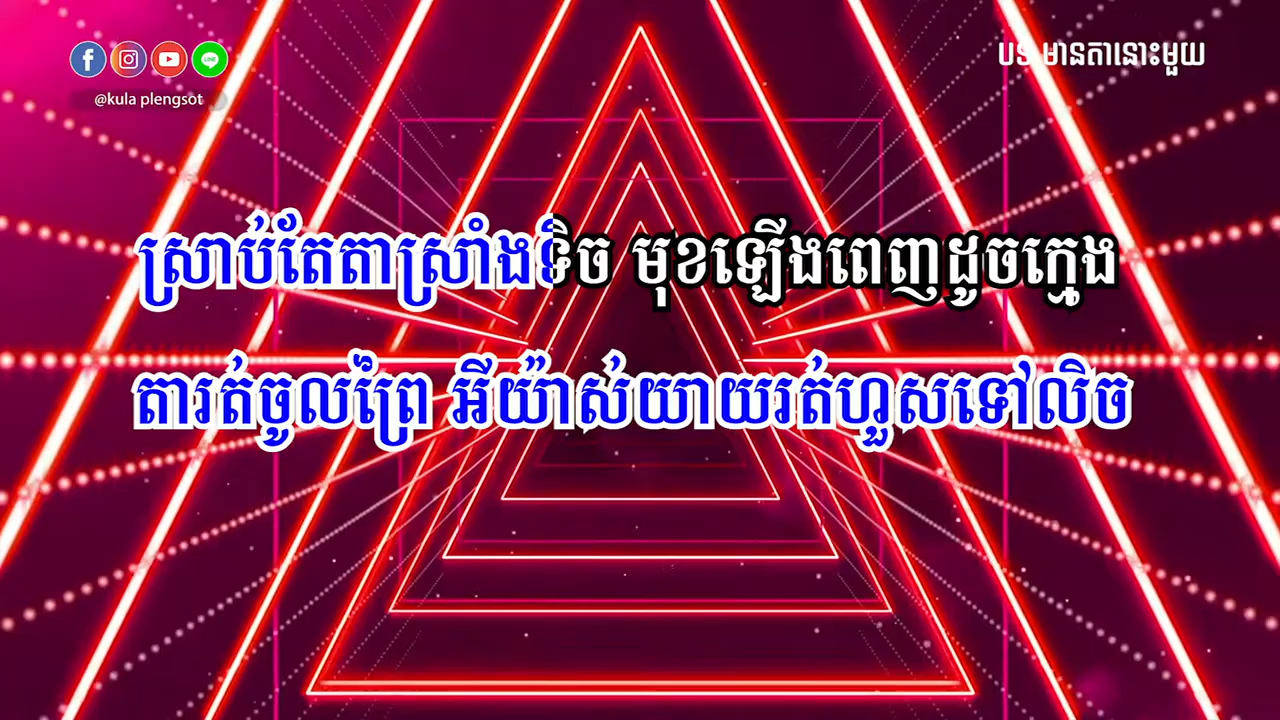 @kula plengsot
បទ មានតានោះមួយ
ស្រាប់តែតាស្រាំងទិច មុខឡើងពេញដូចក្មេង
តារត់ចូលព្រៃ អីយ៉ាស់យាយរត់ហួសទៅលិច